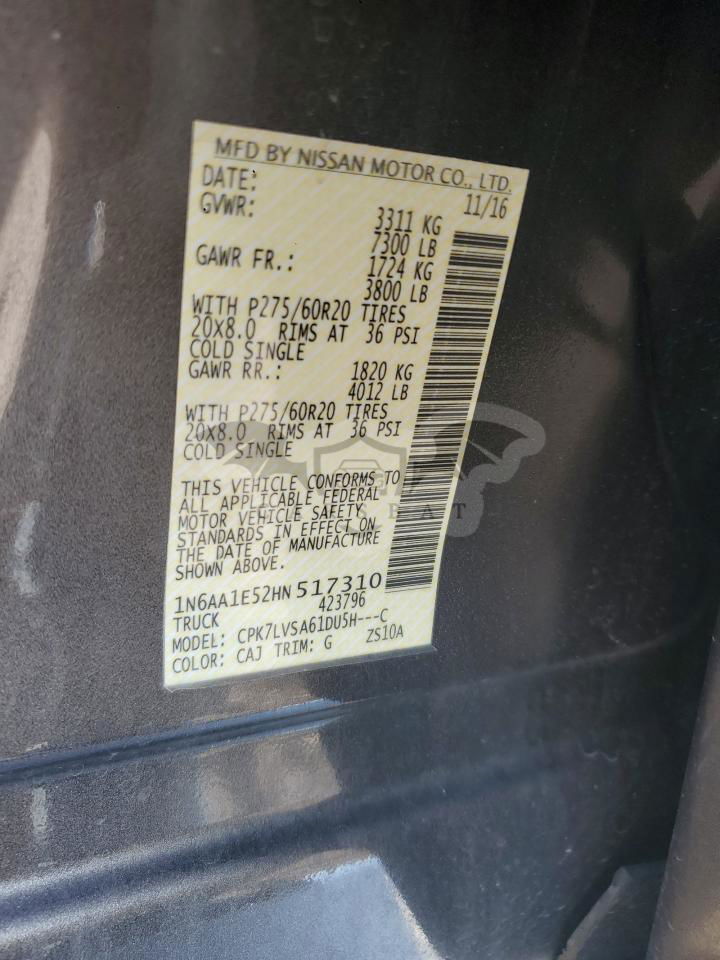 MFD BY NISSAN MOTOR CO., LTD.
DATE: 11/16
GVWR: 3311 KG
7300 LB
GAWR FR.: 1724 KG
3800 LB
WITH P275/60R20 TIRES
20X8.0 RIMS AT 36 PSI
COLD SINGLE
GAWR RR.: 1820 KG
4012 LB
WITH P275/60R20 TIRES
20X8.0 RIMS AT 36 PSI
COLD SINGLE
THIS VEHICLE CONFORMS TO
ALL APPLICABLE FEDERAL
MOTOR VEHICLE SAFETY
STANDARDS IN EFFECT ON
THE DATE OF MANUFACTURE
SHOWN ABOVE.
1N6AA1E52HN517310
TRUCK 423796
MODEL: CPK7LVSA61DU5H---C
COLOR: CAJ TRIM: G ZS10A